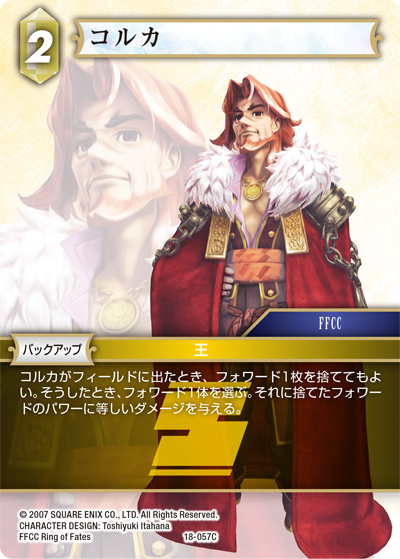 2
コルカ
FFCC
バックアップ
王
コルカがフィールドに出たとき、フォワード1枚を捨ててもよ
い。そうしたとき、フォワード1体を選ぶ。それに捨てたフォワー
ドのパワーに等しいダメージを与える。
© 2007 SQUARE ENIX CO., LTD. All Rights Reserved.
CHARACTER DESIGN: Toshiyuki Itahana
FFCC Ring of Fates
18-057C